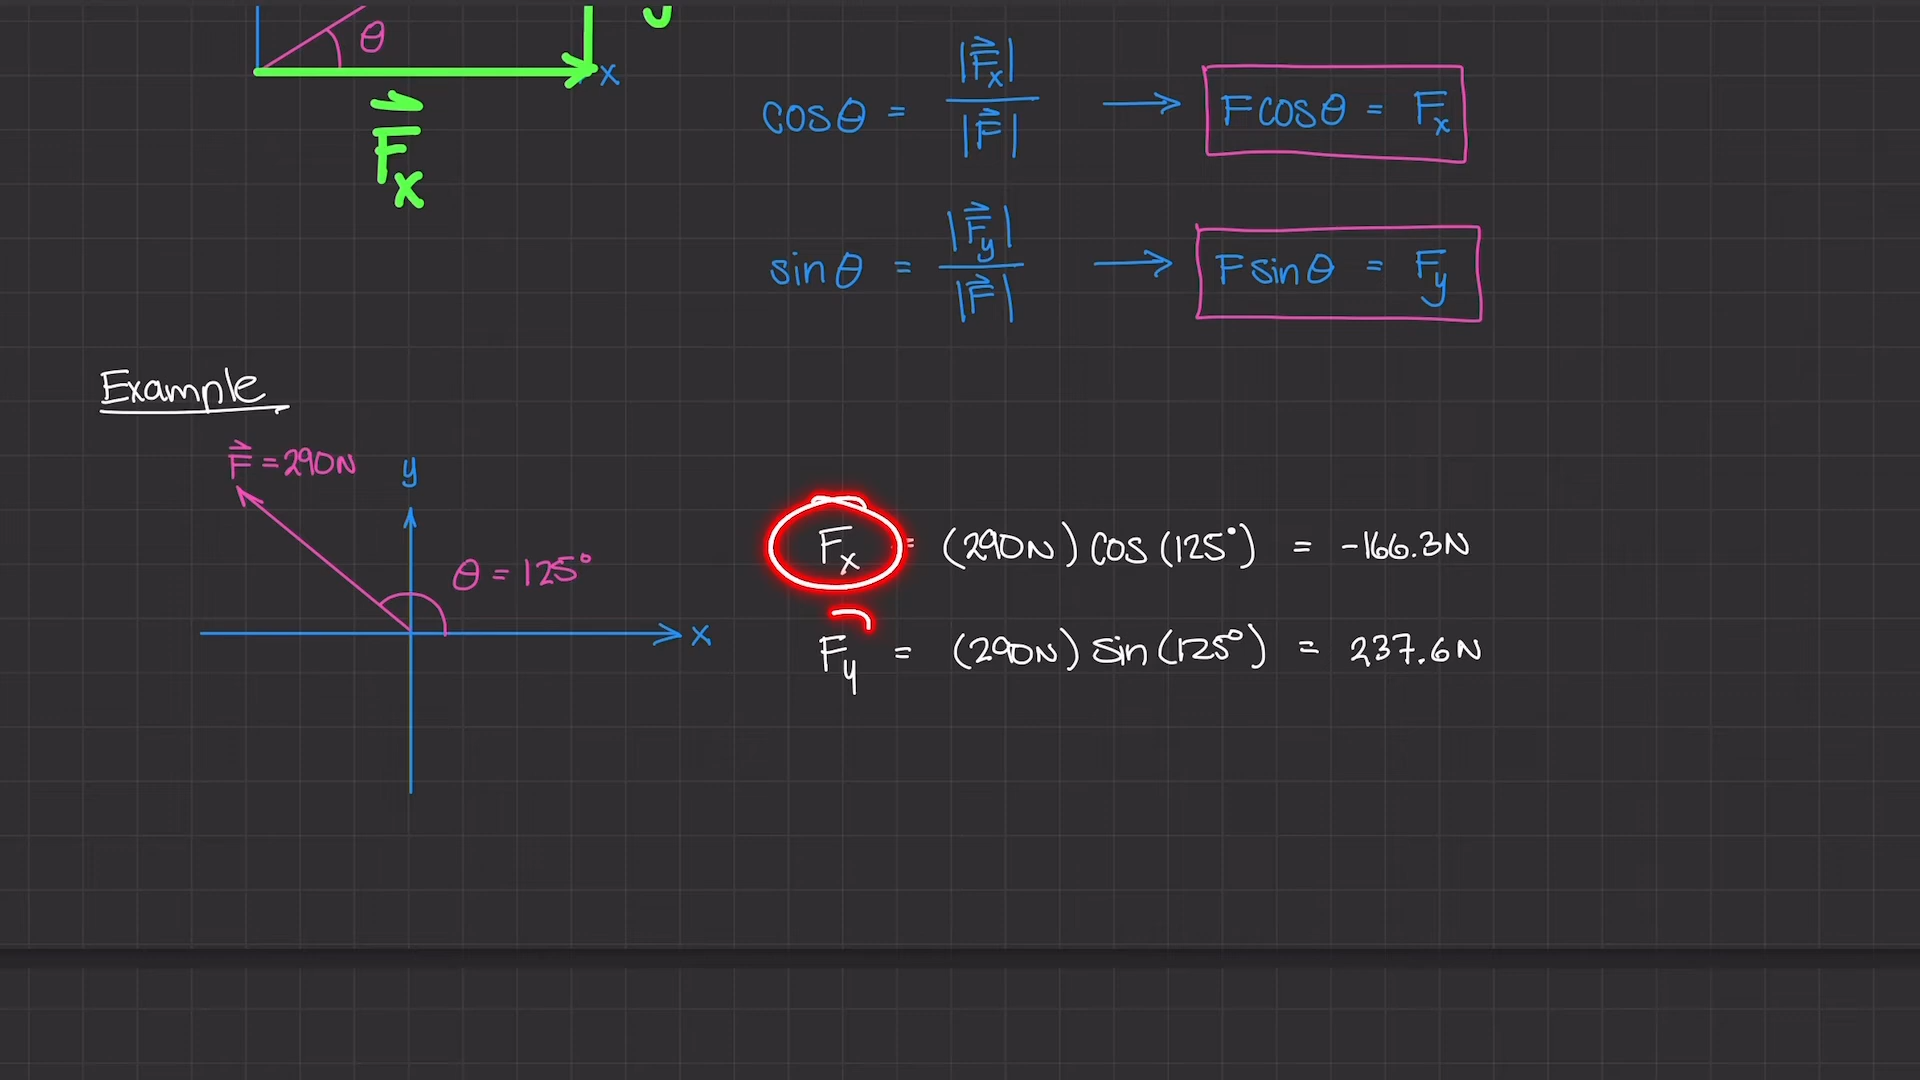 θ
x
F⃗x
cosθ = |F⃗x| / |F⃗| → Fcosθ = Fx
sinθ = |F⃗y| / |F⃗| → Fsinθ = Fy
Example
F⃗ = 290N
y
θ = 125°
x
Fx = (290N) cos (125°) = -166.3N
Fy = (290N) sin (125°) = 237.6N